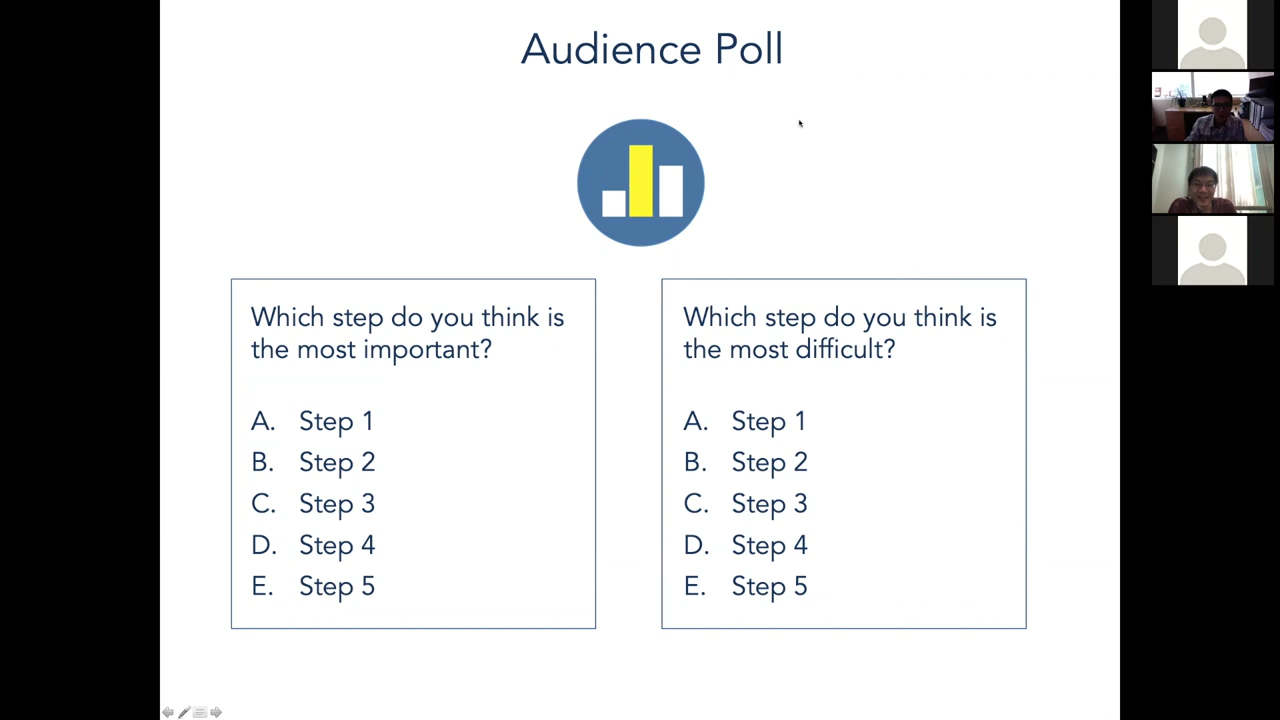 Audience Poll
Which step do you think is
the most important?
A. Step 1
B. Step 2
C. Step 3
D. Step 4
E. Step 5
Which step do you think is
the most difficult?
A. Step 1
B. Step 2
C. Step 3
D. Step 4
E. Step 5